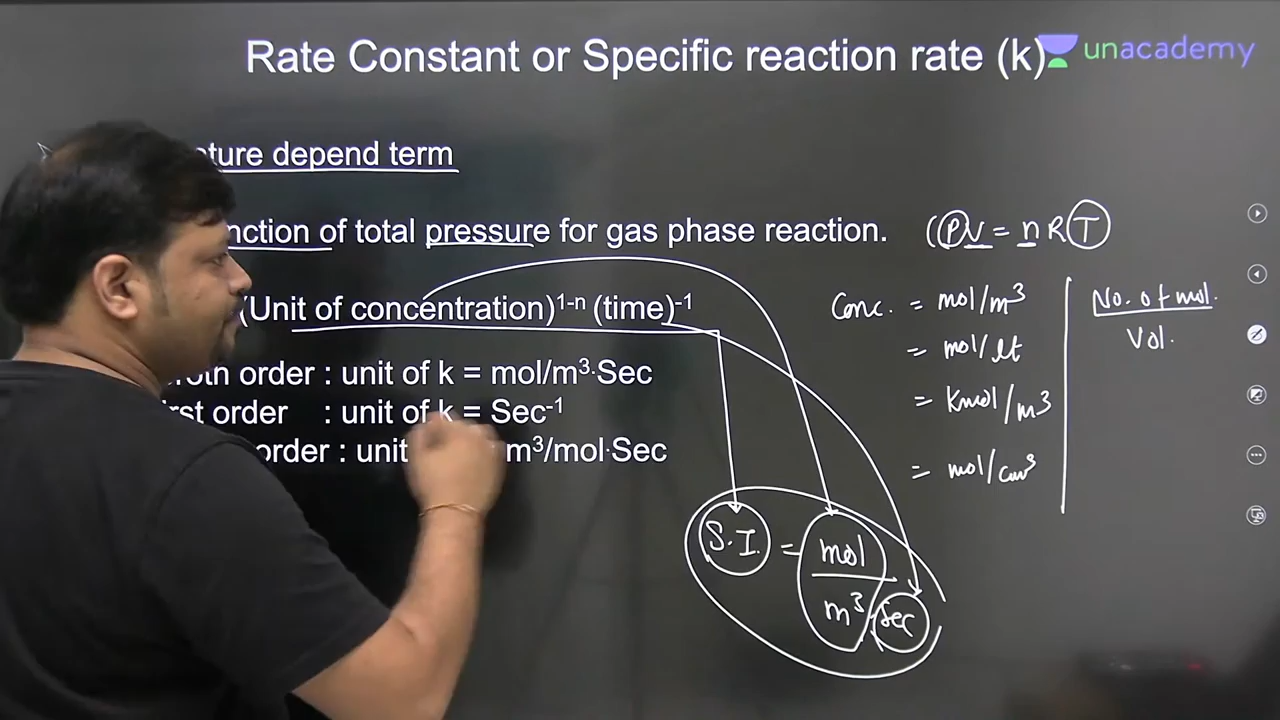 Rate Constant or Specific reaction rate (k)
unacademy
ature depend term
nction of total pressure for gas phase reaction. (PV = nRT)
(Unit of concentration)¹⁻ⁿ (time)⁻¹
Conc. = mol/m³
No. of mol.
Vol.
= mol/lt
roth order : unit of k = mol/m³·Sec
= Kmol/m³
irst order : unit of k = Sec⁻¹
order : unit m³/mol·Sec
= mol/cm³
S.I. = mol
m³ Sec